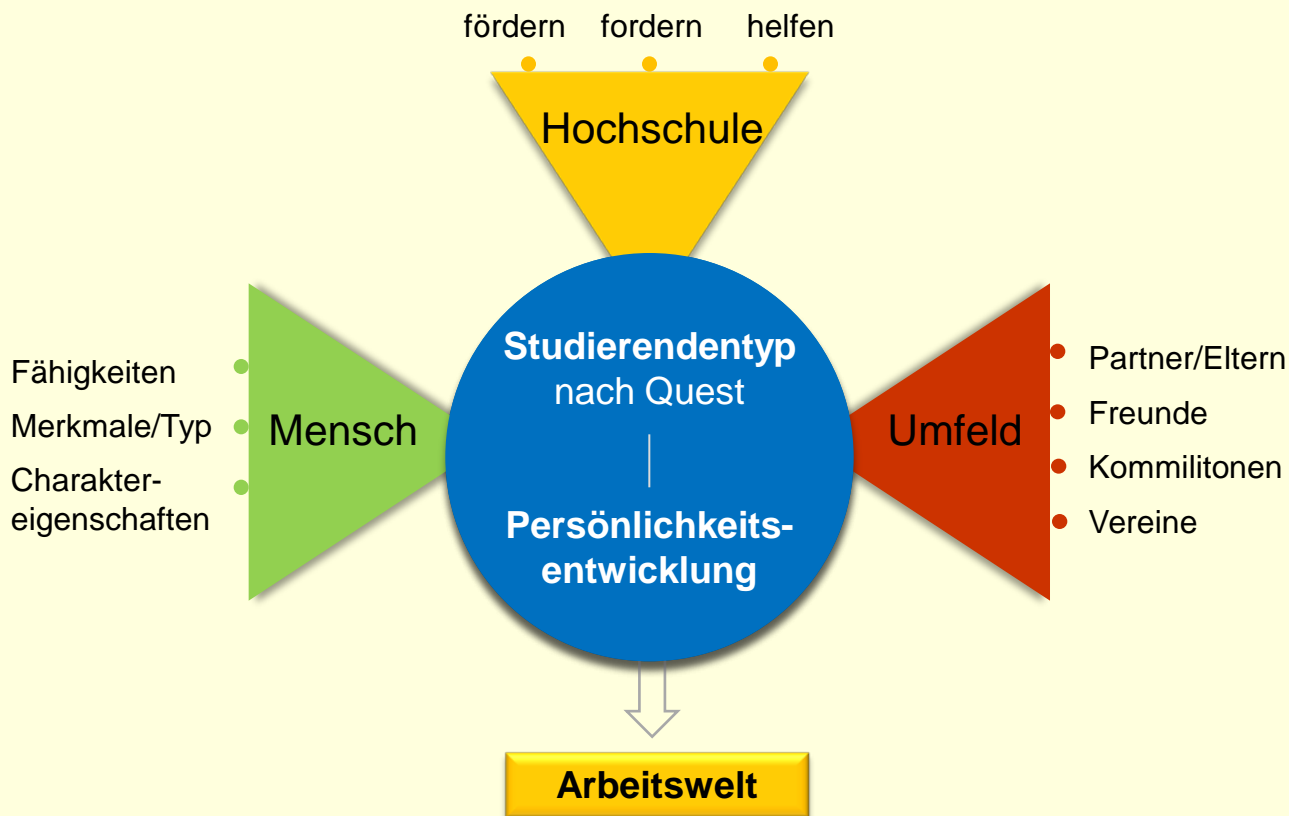 fördern fordern helfen
Hochschule
Fähigkeiten
Merkmale/Typ
Charakter-
eigenschaften
Mensch
Studierendentyp
nach Quest
Persönlichkeits-
entwicklung
Umfeld
Partner/Eltern
Freunde
Kommilitonen
Vereine
Arbeitswelt